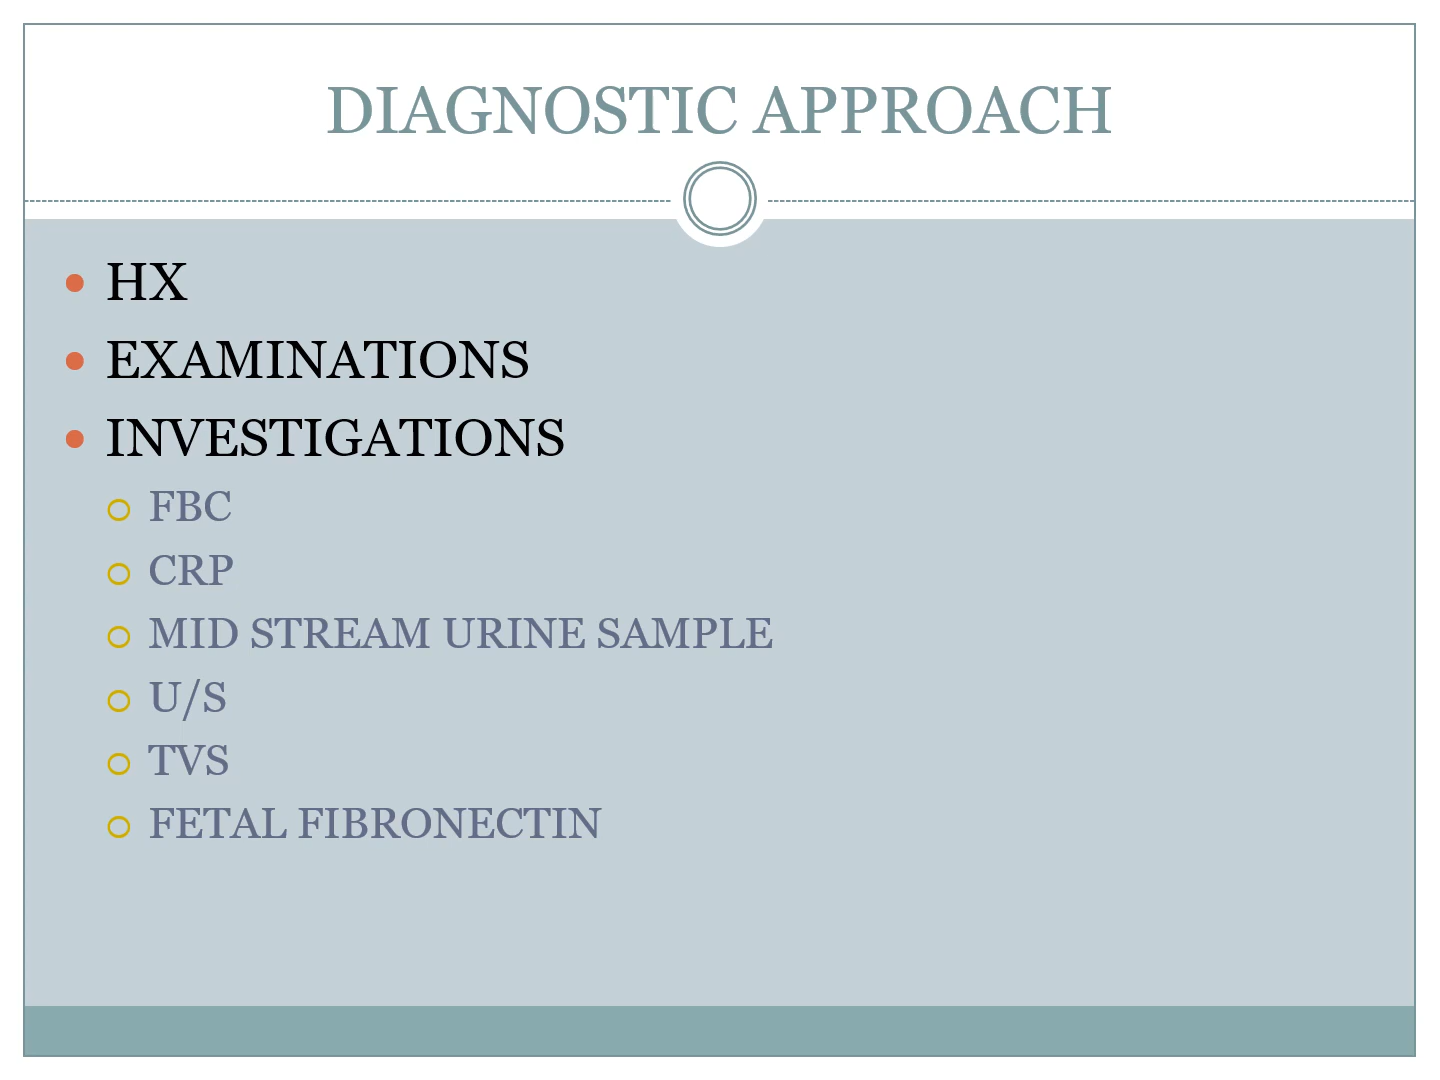 DIAGNOSTIC APPROACH
HX
EXAMINATIONS
INVESTIGATIONS
FBC
CRP
MID STREAM URINE SAMPLE
U/S
TVS
FETAL FIBRONECTIN